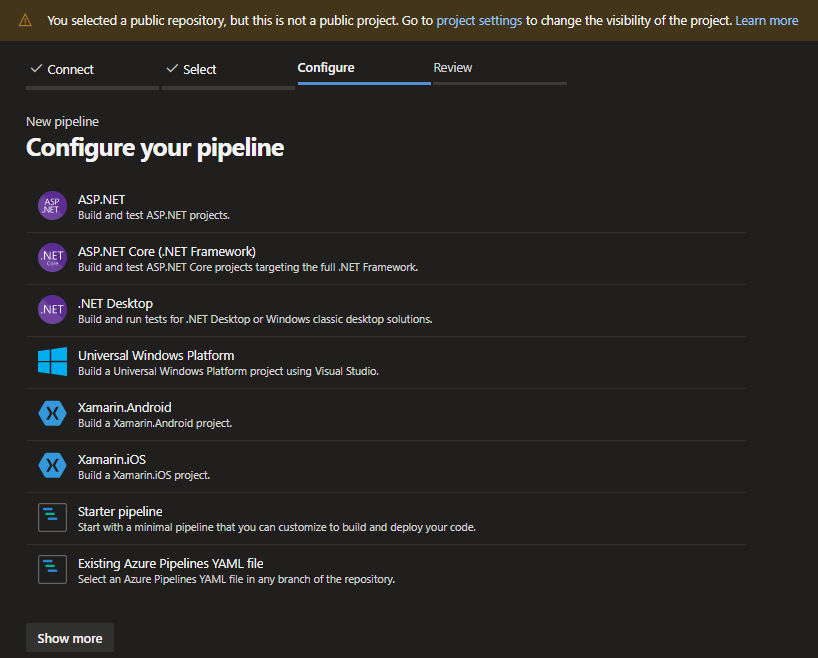 You selected a public repository, but this is not a public project. Go to project settings to change the visibility of the project. Learn more
Connect
Select
Configure
Review
New pipeline
Configure your pipeline
ASP
.NET
ASP.NET
Build and test ASP.NET projects.
.NET
Core
ASP.NET Core (.NET Framework)
Build and test ASP.NET Core projects targeting the full .NET Framework.
.NET
.NET Desktop
Build and run tests for .NET Desktop or Windows classic desktop solutions.
Universal Windows Platform
Build a Universal Windows Platform project using Visual Studio.
Xamarin.Android
Build a Xamarin.Android project.
Xamarin.iOS
Build a Xamarin.iOS project.
Starter pipeline
Start with a minimal pipeline that you can customize to build and deploy your code.
Existing Azure Pipelines YAML file
Select an Azure Pipelines YAML file in any branch of the repository.
Show more